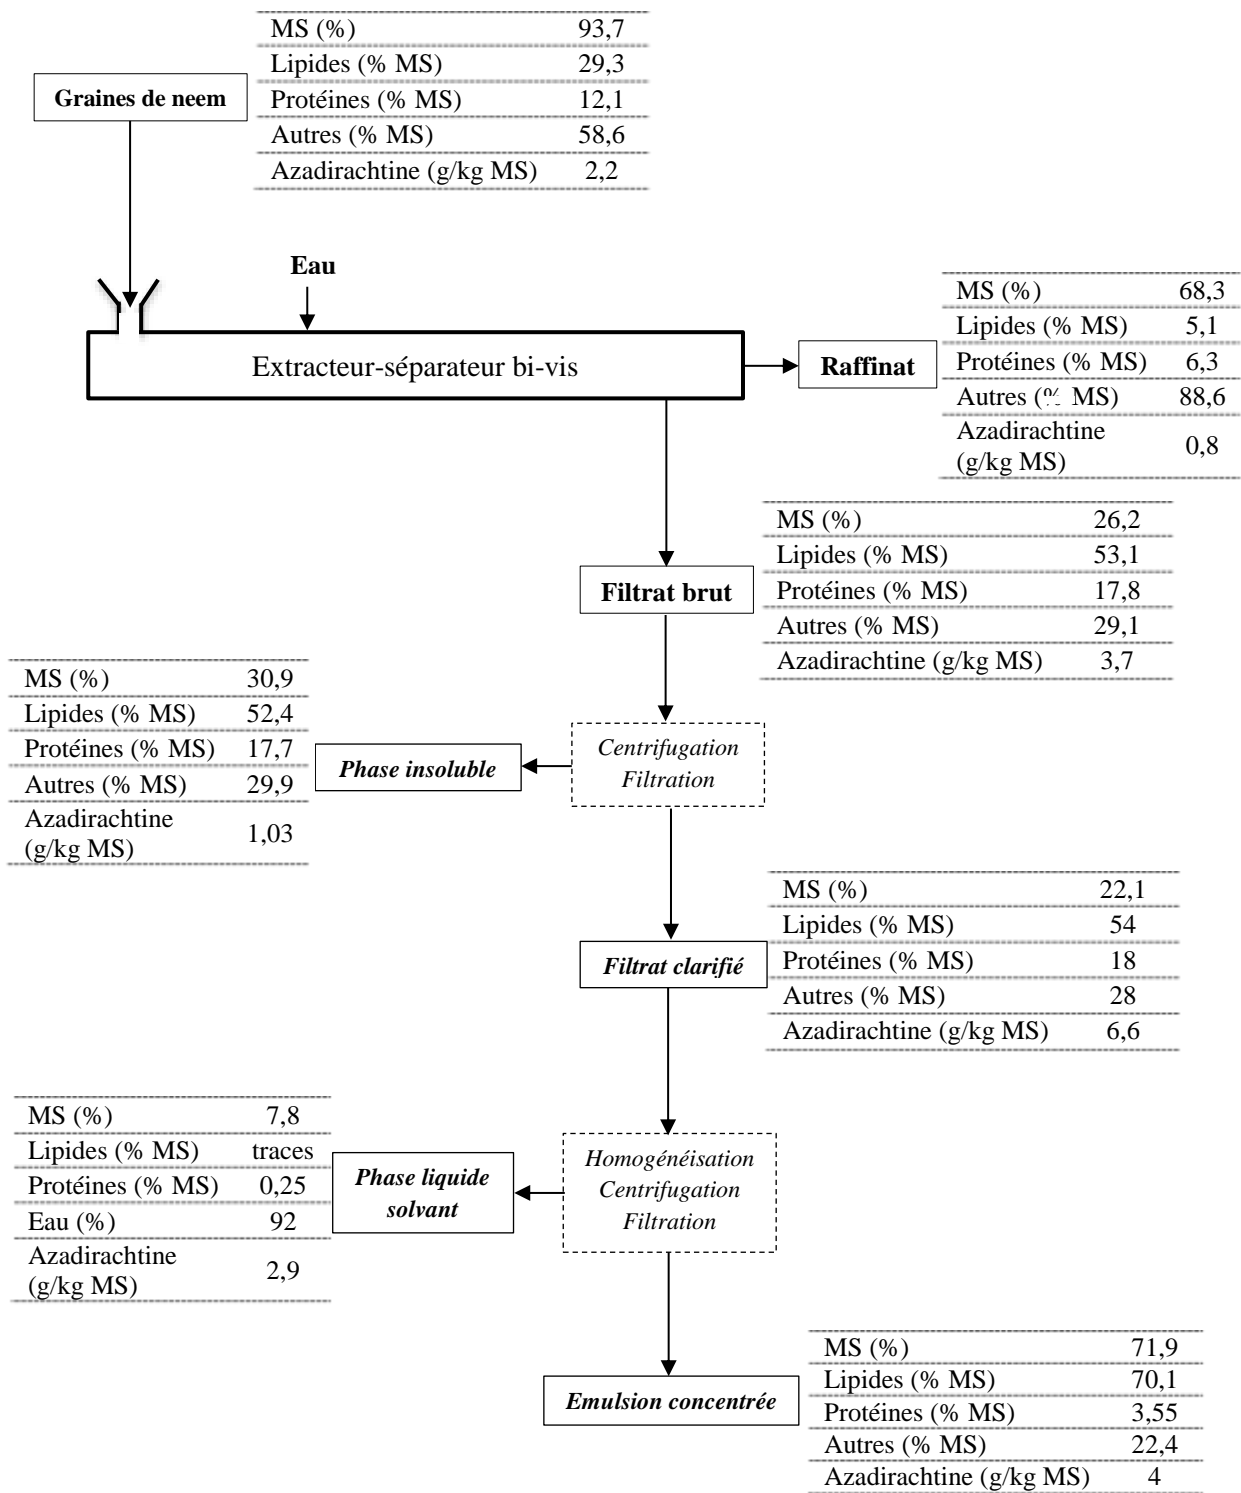 MS (%) 93,7
Lipides (% MS) 29,3
Graines de neem
Protéines (% MS) 12,1
Autres (% MS) 58,6
Azadirachtine (g/kg MS) 2,2
Eau
Extracteur-séparateur bi-vis
Raffinat
MS (%) 68,3
Lipides (% MS) 5,1
Protéines (% MS) 6,3
Autres (% MS) 88,6
Azadirachtine
(g/kg MS) 0,8
Filtrat brut
MS (%) 26,2
Lipides (% MS) 53,1
Protéines (% MS) 17,8
Autres (% MS) 29,1
Azadirachtine (g/kg MS) 3,7
MS (%) 30,9
Lipides (% MS) 52,4
Protéines (% MS) 17,7
Autres (% MS) 29,9
Azadirachtine
(g/kg MS) 1,03
Phase insoluble
Centrifugation
Filtration
Filtrat clarifié
MS (%) 22,1
Lipides (% MS) 54
Protéines (% MS) 18
Autres (% MS) 28
Azadirachtine (g/kg MS) 6,6
MS (%) 7,8
Lipides (% MS) traces
Protéines (% MS) 0,25
Eau (%) 92
Azadirachtine
(g/kg MS) 2,9
Phase liquide
solvant
Homogénéisation
Centrifugation
Filtration
Emulsion concentrée
MS (%) 71,9
Lipides (% MS) 70,1
Protéines (% MS) 3,55
Autres (% MS) 22,4
Azadirachtine (g/kg MS) 4